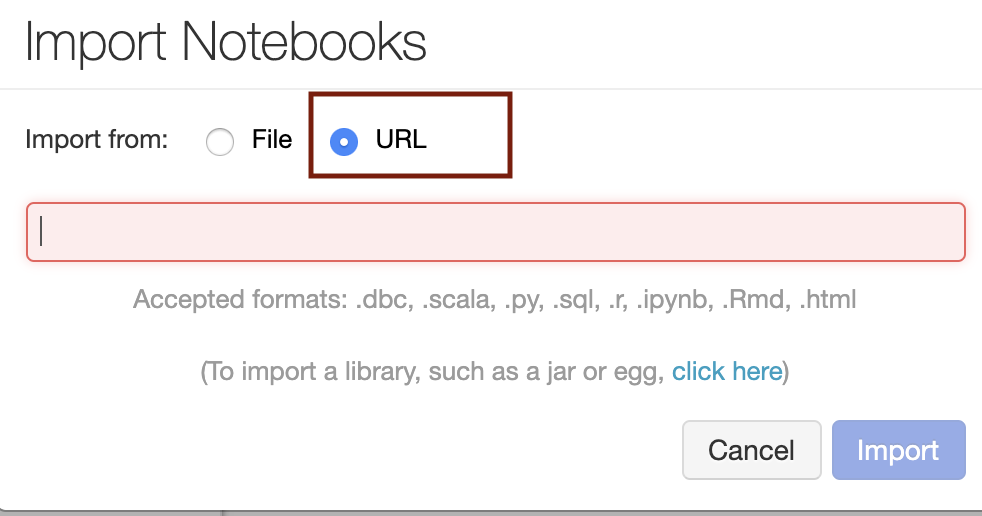 Import Notebooks
Import from: File URL
Accepted formats: .dbc, .scala, .py, .sql, .r, .ipynb, .Rmd, .html
(To import a library, such as a jar or egg, click here)
Cancel Import